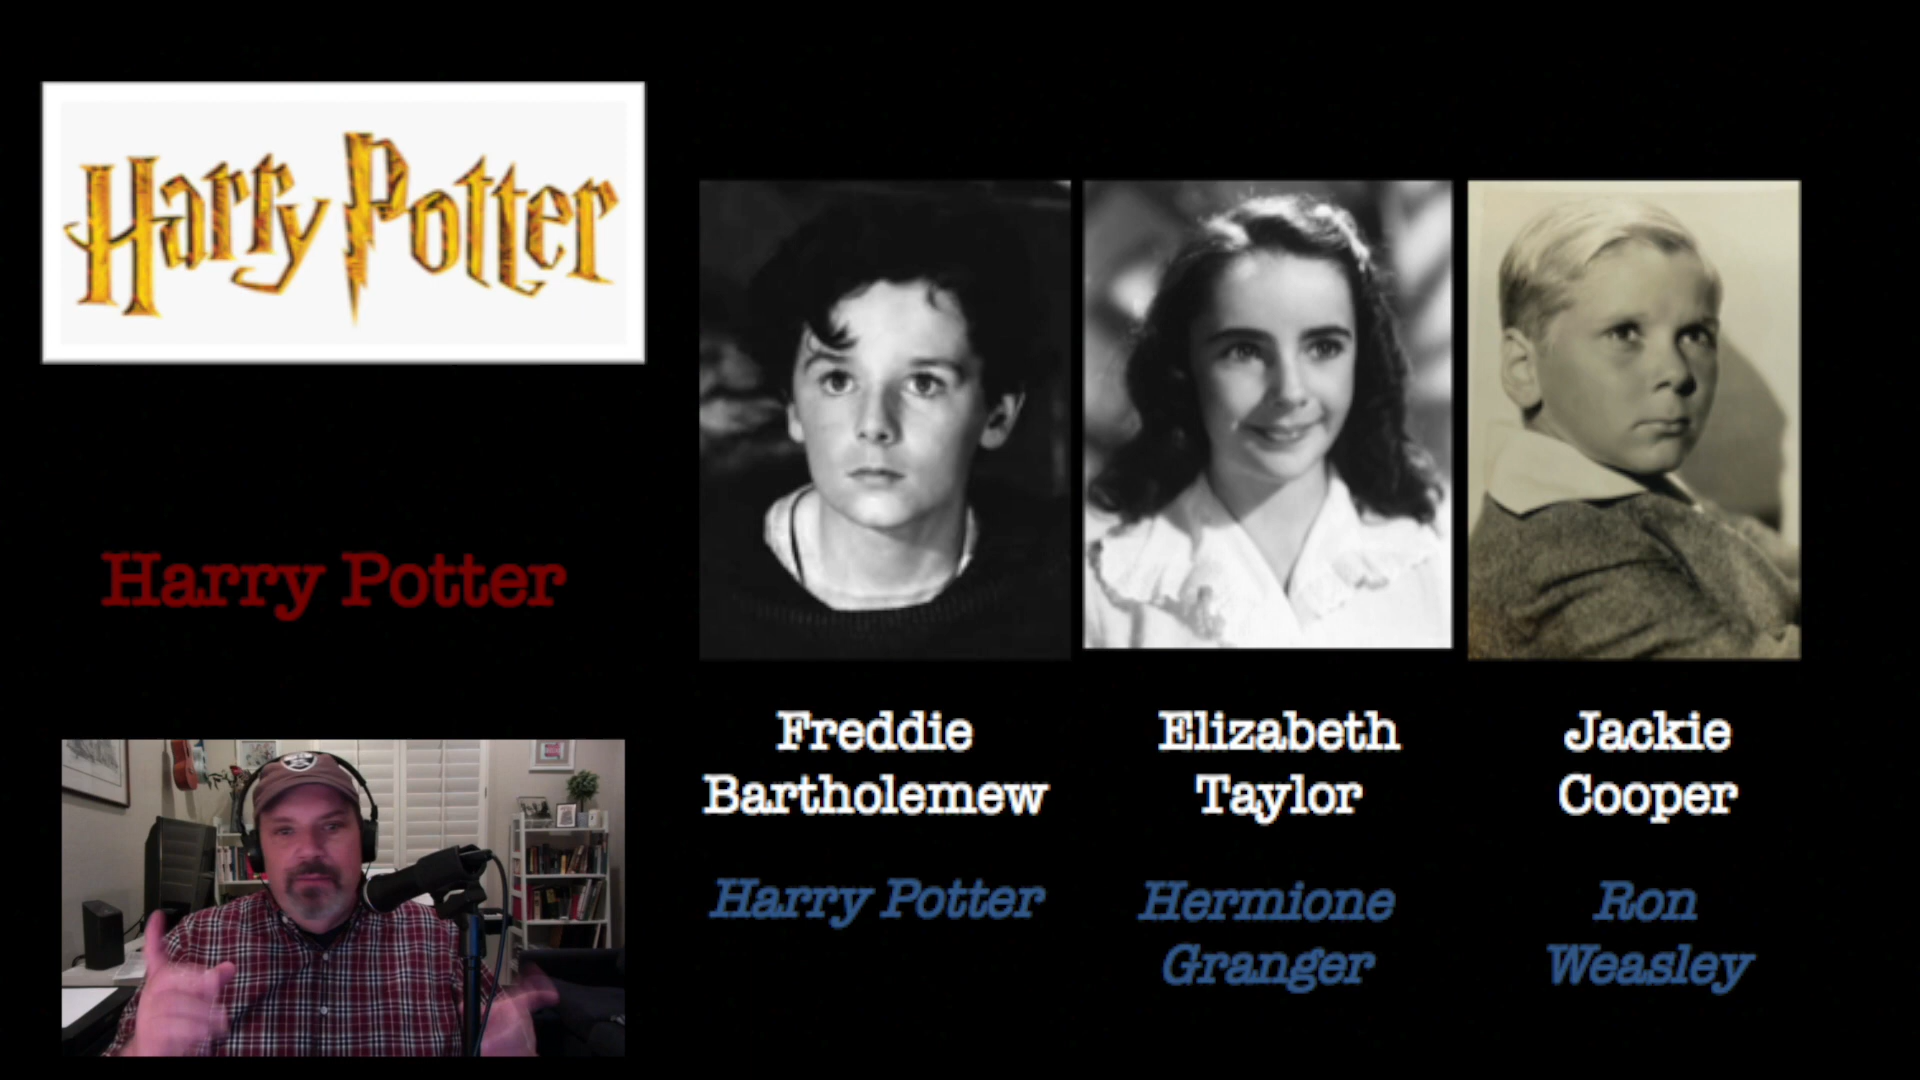 Harry Potter
Harry Potter
Freddie
Bartholemew
Harry Potter
Elizabeth
Taylor
Hermione
Granger
Jackie
Cooper
Ron
Weasley